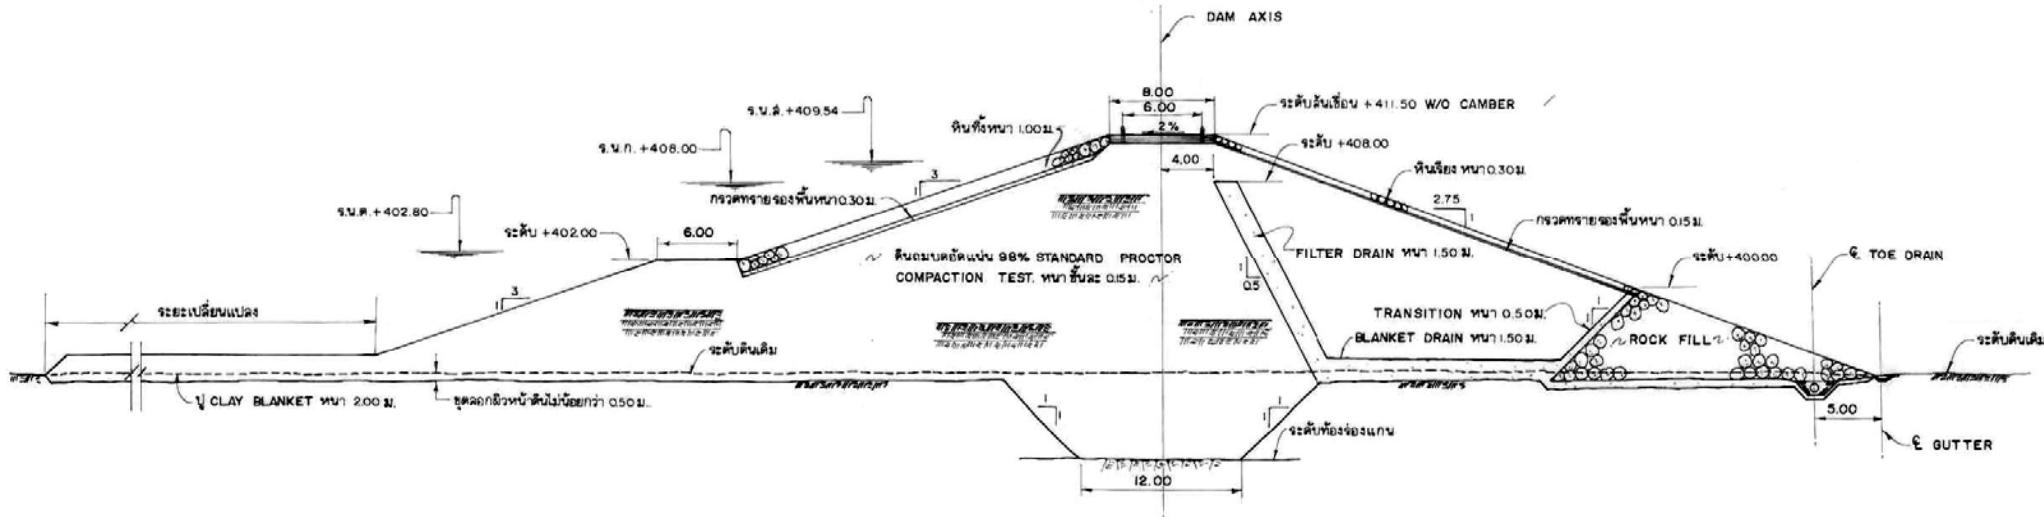 DAM AXIS
8.00
6.00
2%
4.00
ระดับสันเขื่อน +411.50 W/O CAMBER
ระดับ +408.00
ร.น.ส. +409.54
ร.น.ก. +408.00
ร.น.ต. +402.80
หินทิ้งหนา 1.00 ม.
3
1
กรวดทรายรองพื้นหนา 0.30 ม.
หินเรียง หนา 0.30 ม.
2.75
1
กรวดทรายรองพื้นหนา 0.15 ม.
ระดับ +402.00
6.00
ดินถมบดอัดแน่น 98% STANDARD PROCTOR
COMPACTION TEST. หนาชั้นละ 0.15 ม.
FILTER DRAIN หนา 1.50 ม.
1
0.5
ระดับ +400.00
℄ TOE DRAIN
3
1
ระยะเปลี่ยนแปลง
TRANSITION หนา 0.50 ม.
1
1
BLANKET DRAIN หนา 1.50 ม.
ROCK FILL
ระดับดินเดิม
ระดับดินเดิม
ปู CLAY BLANKET หนา 2.00 ม.
ขุดลอกผิวหน้าดินไม่น้อยกว่า 0.50 ม.
1
1
1
1
ระดับท้องร่องแกน
5.00
℄ GUTTER
12.00